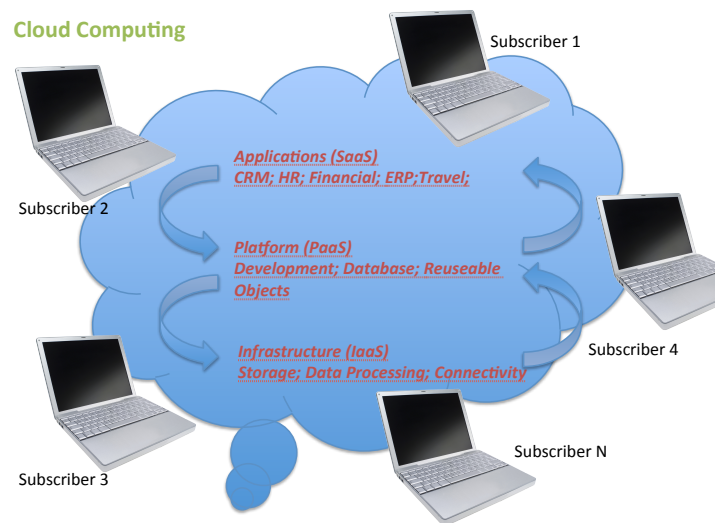 Cloud Computing
Subscriber 1
Subscriber 2
Applications (SaaS)
CRM; HR; Financial; ERP;Travel;
Platform (PaaS)
Development; Database; Reuseable
Objects
Infrastructure (IaaS)
Storage; Data Processing; Connectivity
Subscriber 4
Subscriber 3
Subscriber N